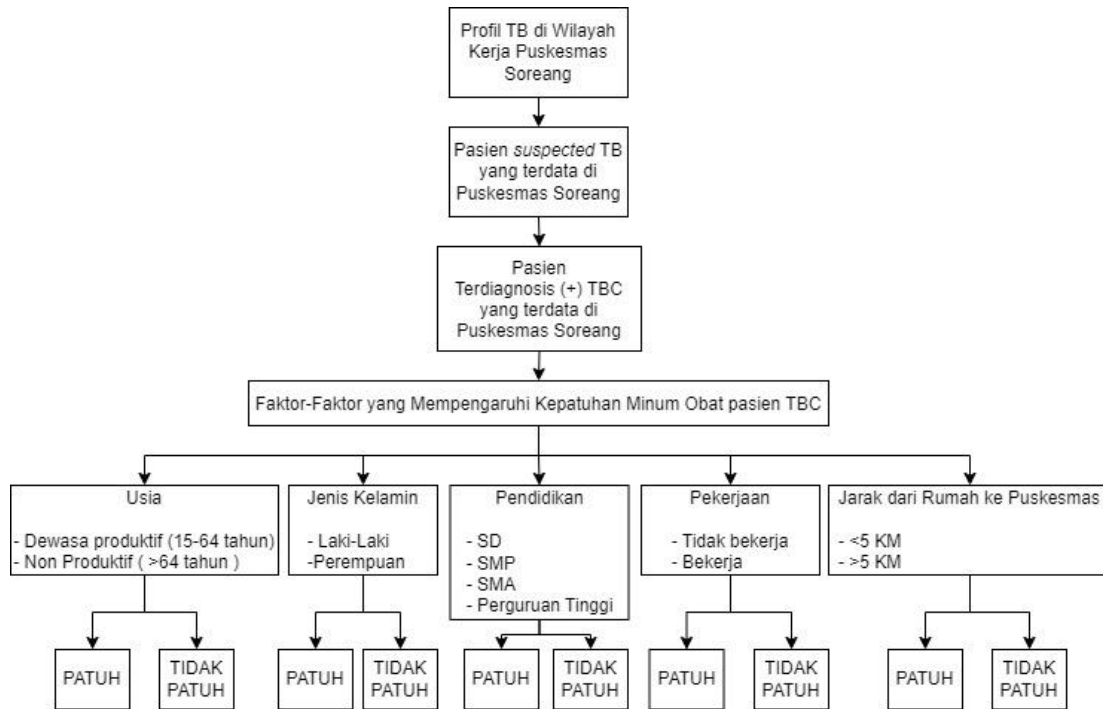 Profil TB di Wilayah
Kerja Puskesmas
Soreang
Pasien suspected TB
yang terdata di
Puskesmas Soreang
Pasien
Terdiagnosis (+) TBC
yang terdata di
Puskesmas Soreang
Faktor-Faktor yang Mempengaruhi Kepatuhan Minum Obat pasien TBC
Usia
- Dewasa produktif (15-64 tahun)
- Non Produktif ( >64 tahun )
Jenis Kelamin
- Laki-Laki
-Perempuan
Pendidikan
- SD
- SMP
- SMA
- Perguruan Tinggi
Pekerjaan
- Tidak bekerja
- Bekerja
Jarak dari Rumah ke Puskesmas
- <5 KM
- >5 KM
PATUH
TIDAK
PATUH
PATUH
TIDAK
PATUH
PATUH
TIDAK
PATUH
PATUH
TIDAK
PATUH
PATUH
TIDAK
PATUH